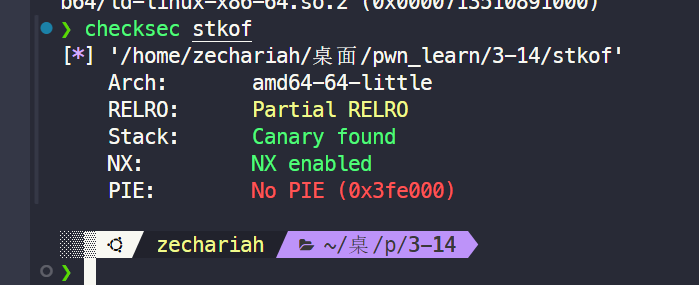 b64/ld-linux-x86-64.so.2 (0x0000713510891000)
❯ checksec stkof
[*] '/home/zechariah/桌面/pwn_learn/3-14/stkof'
Arch: amd64-64-little
RELRO: Partial RELRO
Stack: Canary found
NX: NX enabled
PIE: No PIE (0x3fe000)
zechariah ~/桌/p/3-14
❯